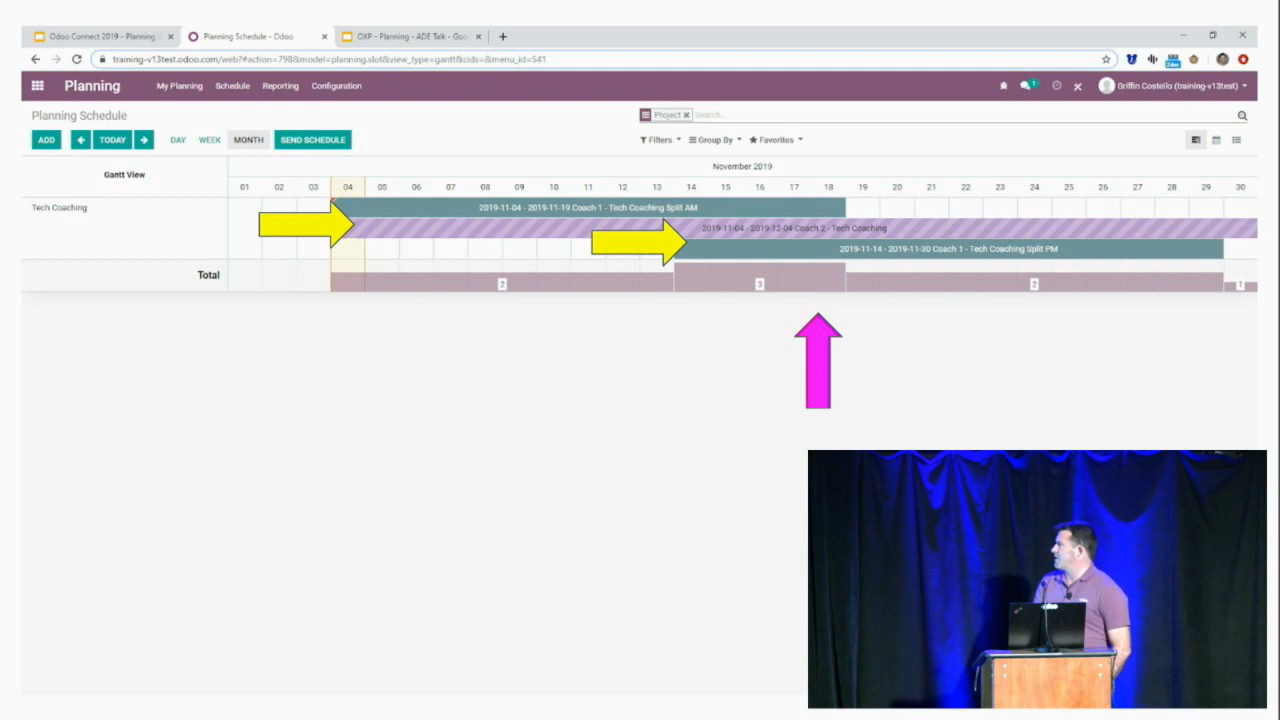 Odoo Connect 2019 - Planning
Planning Schedule - Odoo
OXP - Planning - ADE Talk - Goo
training-v13test.odoo.com/web?#action=798&model=planning.slot&view_type=gantt&cids=&menu_id=541
Planning
My Planning
Schedule
Reporting
Configuration
1
Griffin Costello (training-v13test)
Planning Schedule
Project
Search...
ADD
TODAY
DAY
WEEK
MONTH
SEND SCHEDULE
Filters
Group By
Favorites
Gantt View
November 2019
01 02 03 04 05 06 07 08 09 10 11 12 13 14 15 16 17 18 19 20 21 22 23 24 25 26 27 28 29 30
Tech Coaching
2019-11-04 - 2019-11-19 Coach 1 - Tech Coaching Split AM
2019-11-04 - 2019-12-04 Coach 2 - Tech Coaching
2019-11-14 - 2019-11-30 Coach 1 - Tech Coaching Split PM
Total
2
3
2
1